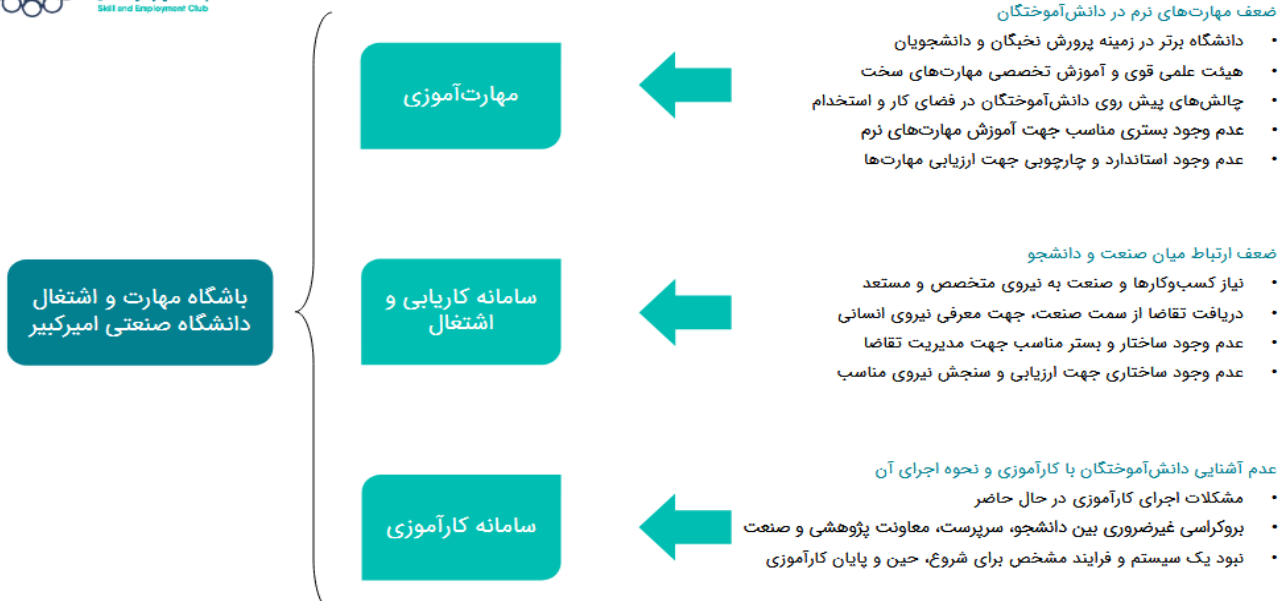 Skill and Employment Club
ضعف مهارت‌های نرم در دانش‌آموختگان
• دانشگاه برتر در زمینه پرورش نخبگان و دانشجویان
• هیئت علمی قوی و آموزش تخصصی مهارت‌های سخت
• چالش‌های پیش روی دانش‌آموختگان در فضای کار و استخدام
• عدم وجود بستری مناسب جهت آموزش مهارت‌های نرم
• عدم وجود استاندارد و چارچوبی جهت ارزیابی مهارت‌ها
مهارت‌آموزی
ضعف ارتباط میان صنعت و دانشجو
• نیاز کسب‌وکارها و صنعت به نیروی متخصص و مستعد
• دریافت تقاضا از سمت صنعت، جهت معرفی نیروی انسانی
• عدم وجود ساختار و بستر مناسب جهت مدیریت تقاضا
• عدم وجود ساختاری جهت ارزیابی و سنجش نیروی مناسب
سامانه کاریابی و
اشتغال
باشگاه مهارت و اشتغال
دانشگاه صنعتی امیرکبیر
عدم آشنایی دانش‌آموختگان با کارآموزی و نحوه اجرای آن
• مشکلات اجرای کارآموزی در حال حاضر
• بروکراسی غیرضروری بین دانشجو، سرپرست، معاونت پژوهشی و صنعت
• نبود یک سیستم و فرایند مشخص برای شروع، حین و پایان کارآموزی
سامانه کارآموزی